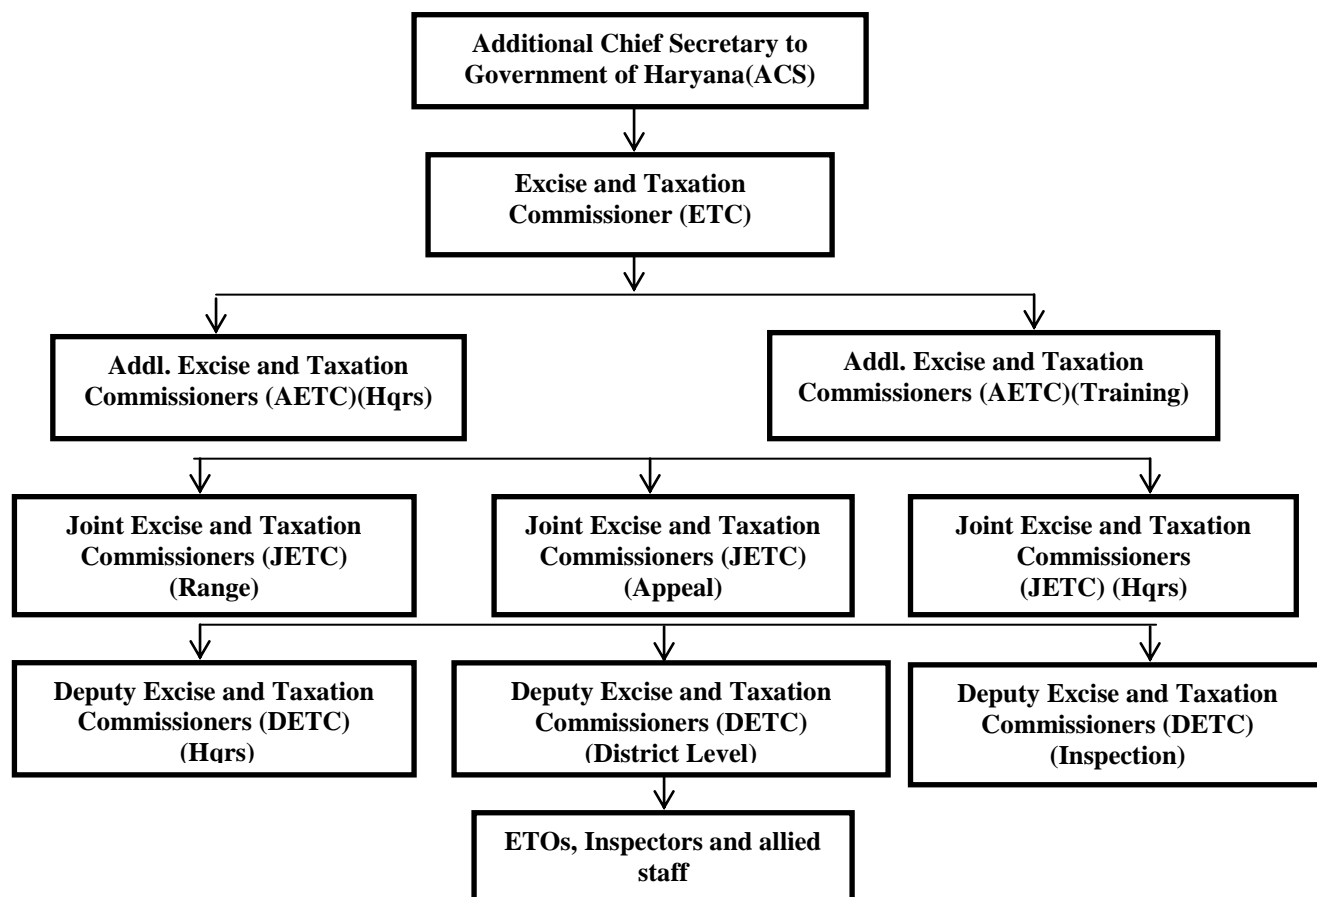 Additional Chief Secretary to
Government of Haryana(ACS)
Excise and Taxation
Commissioner (ETC)
Addl. Excise and Taxation
Commissioners (AETC)(Hqrs)
Addl. Excise and Taxation
Commissioners (AETC)(Training)
Joint Excise and Taxation
Commissioners (JETC)
(Range)
Joint Excise and Taxation
Commissioners (JETC)
(Appeal)
Joint Excise and Taxation
Commissioners
(JETC) (Hqrs)
Deputy Excise and Taxation
Commissioners (DETC)
(Hqrs)
Deputy Excise and Taxation
Commissioners (DETC)
(District Level)
Deputy Excise and Taxation
Commissioners (DETC)
(Inspection)
ETOs, Inspectors and allied
staff